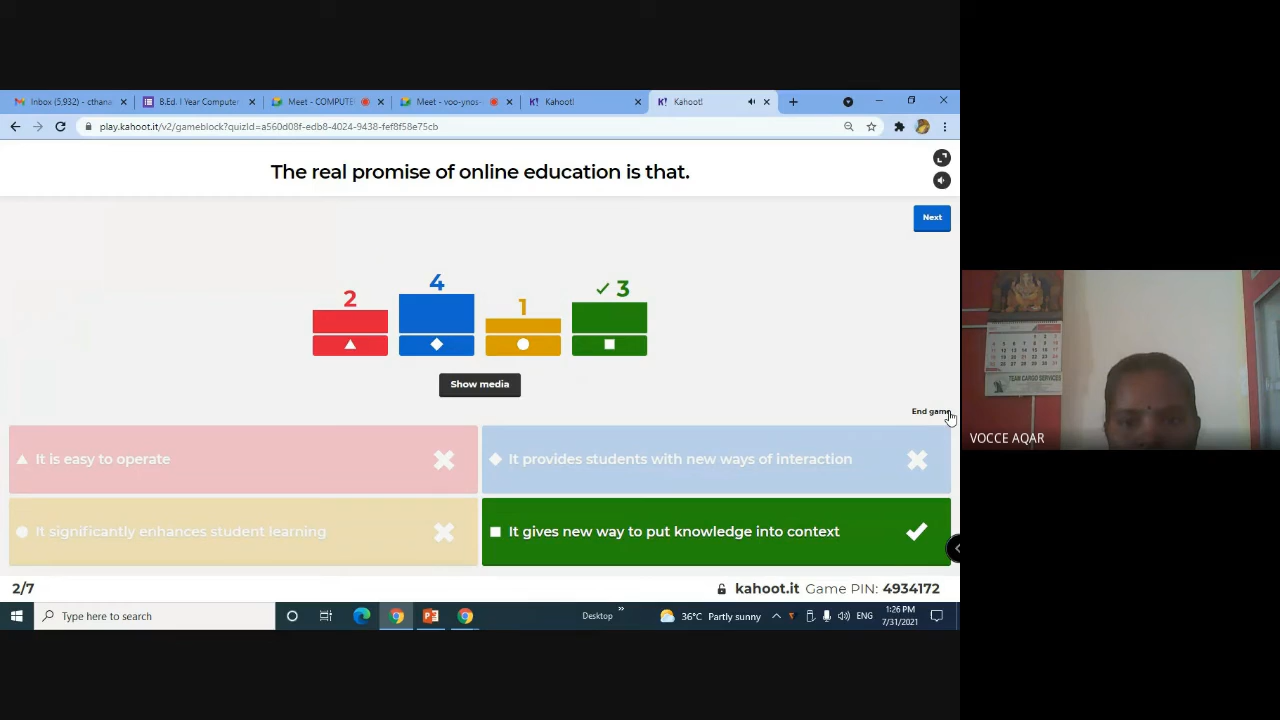 Inbox (5,932) - cthana
B.Ed. I Year Computer
Meet - COMPUTE
Meet - voo-ynos-
Kahoot!
Kahoot!
play.kahoot.it/v2/gameblock?quizId=a560d08f-edb8-4024-9438-fef8f58e75cb
The real promise of online education is that.
Next
2
4
1
3
Show media
End game
TEAM CARGO SERVICES
VOCCE AQAR
It is easy to operate
It provides students with new ways of interaction
It significantly enhances student learning
It gives new way to put knowledge into context
2/7
kahoot.it Game PIN: 4934172
Type here to search
Desktop
36°C Partly sunny
ENG
1:26 PM
7/31/2021